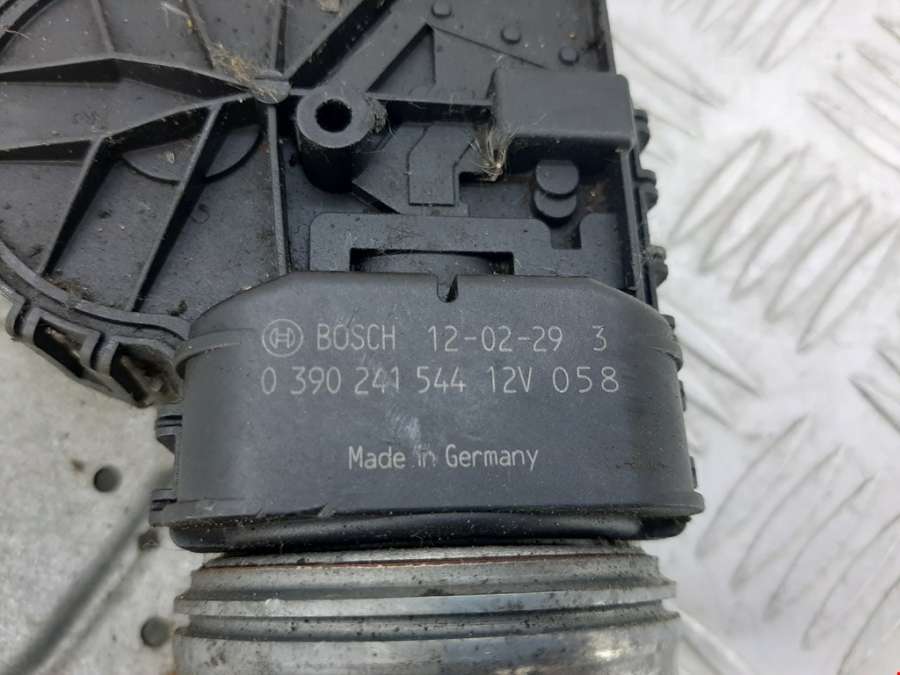 BOSCH 12-02-29 3
0 390 241 544 12V 058
Made in Germany